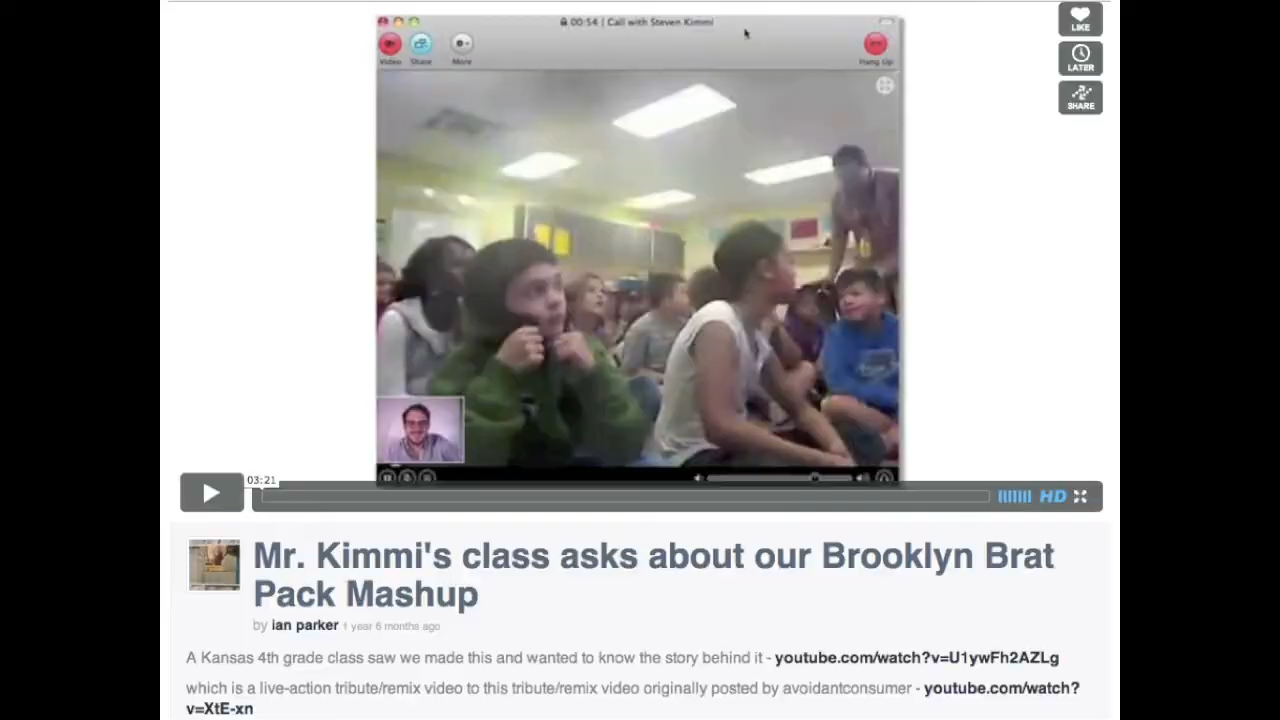 00:54 | Call with Steven Kimmi
Video Share More Hang Up
LIKE
LATER
SHARE
03:21
HD
Mr. Kimmi's class asks about our Brooklyn Brat
Pack Mashup
by ian parker 1 year 6 months ago
A Kansas 4th grade class saw we made this and wanted to know the story behind it - youtube.com/watch?v=U1ywFh2AZLg
which is a live-action tribute/remix video to this tribute/remix video originally posted by avoidantconsumer - youtube.com/watch?
v=XtE-xn